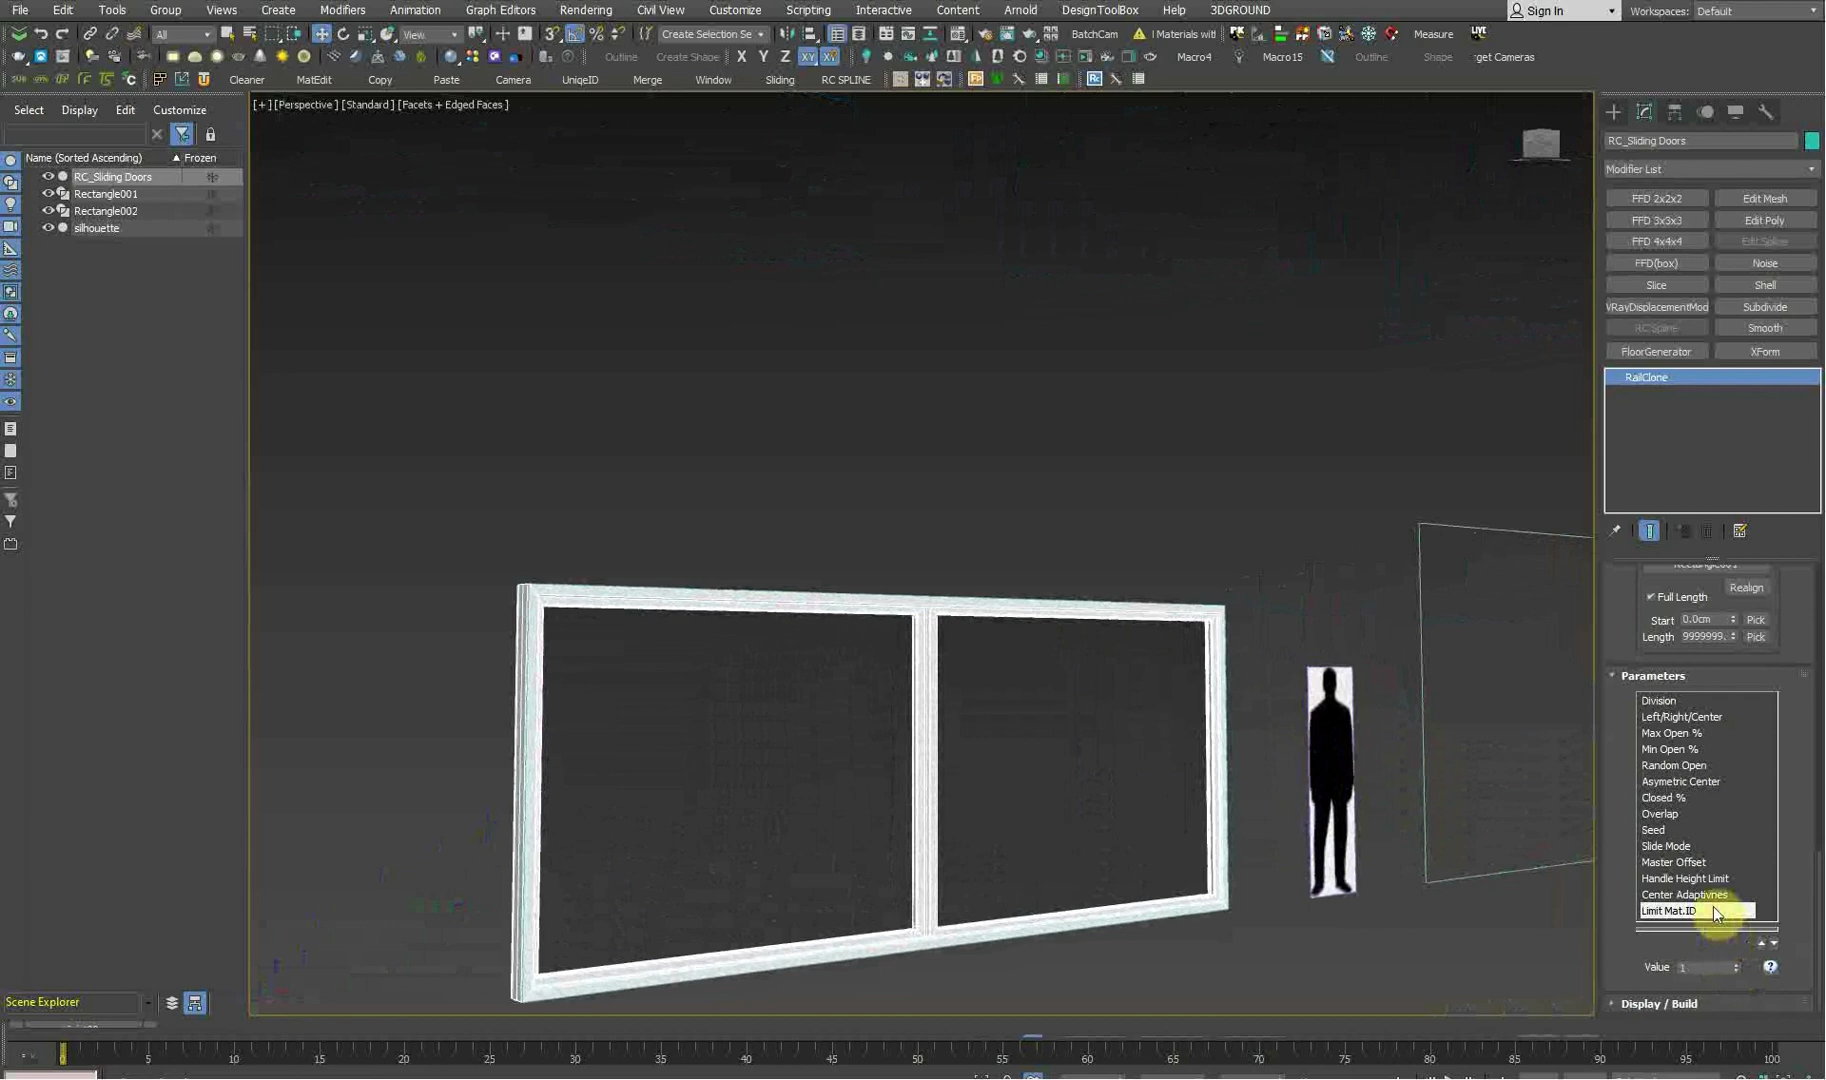 File Edit Tools Group Views Create Modifiers Animation Graph Editors Rendering Civil View Customize Scripting Interactive Content Arnold DesignToolBox Help 3DGROUND Sign In Workspaces: Default
All View Create Selection Se BatchCam I Materials witl Measure
Outline Create Shape X Y Z XY Macro4 Macro15 Outline Shape rget Cameras
Cleaner MatEdit Copy Paste Camera UniqeID Merge Window Sliding RC SPLINE
Select Display Edit Customize
[+] [Perspective] [Standard] [Facets + Edged Faces]
Name (Sorted Ascending) Frozen
RC_Sliding Doors
Rectangle001
Rectangle002
silhouette
RC_Sliding Doors
Modifier List
FFD 2x2x2 Edit Mesh
FFD 3x3x3 Edit Poly
FFD 4x4x4 Edit Spline
FFD(box) Noise
Slice Shell
VRayDisplacementMod Subdivide
RC Spline Smooth
FloorGenerator XForm
RailClone
Rectangle001
Realign
Full Length
Start 0.0cm Pick
Length 9999999. Pick
Parameters
Division
Left/Right/Center
Max Open %
Min Open %
Random Open
Asymetric Center
Closed %
Overlap
Seed
Slide Mode
Master Offset
Handle Height Limit
Center Adaptivnes
Limit Mat.ID
Value 1
Display / Build
Scene Explorer
0 5 10 15 20 25 30 35 40 45 50 55 60 65 70 75 80 85 90 95 100